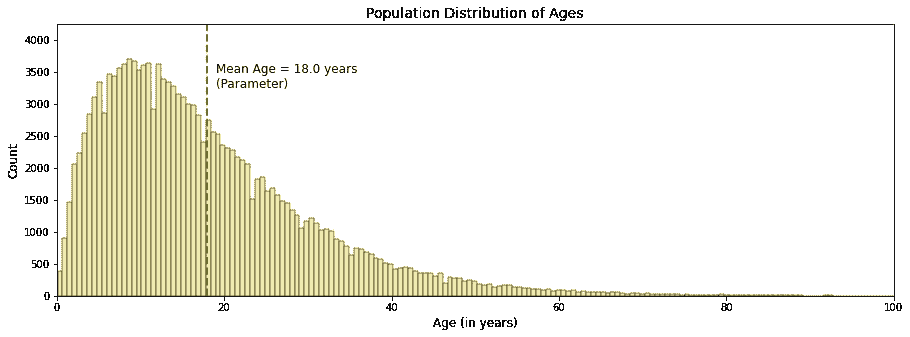 Population Distribution of Ages
4000
3500
3000
2500
2000
1500
1000
500
0
Count
Mean Age = 18.0 years
(Parameter)
0 20 40 60 80 100
Age (in years)